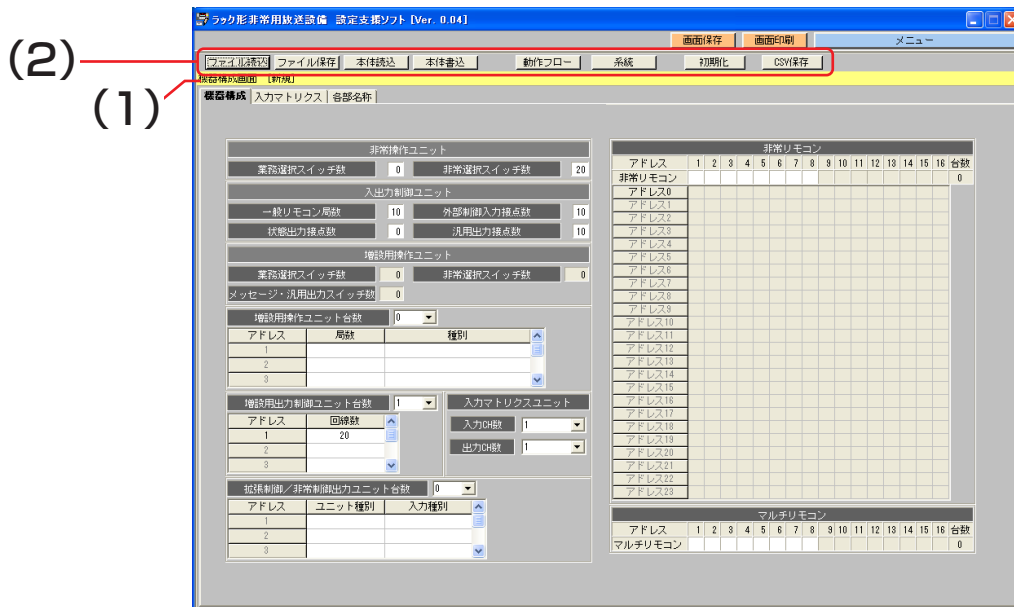 ラック形非常用放送設備 設定支援ソフト [Ver. 0.04]
画面保存 画面印刷 メニュー
(2)
ファイル読込 ファイル保存 本体読込 本体書込 動作フロー 系統 初期化 CSV保存
機器構成画面 [新規]
(1)
機器構成 入力マトリクス 各部名称
非常操作ユニット
業務選択スイッチ数 0 非常選択スイッチ数 20
入出力制御ユニット
一般リモコン局数 10 外部制御入力接点数 10
状態出力接点数 0 汎用出力接点数 10
増設用操作ユニット
業務選択スイッチ数 0 非常選択スイッチ数 0
メッセージ・汎用出力スイッチ数 0
増設用操作ユニット台数 0
アドレス 局数 種別
1
2
3
増設用出力制御ユニット台数 1
アドレス 回線数
1 20
2
3
入力マトリクスユニット
入力CH数 1
出力CH数 1
拡張制御/非常制御出力ユニット台数 0
アドレス ユニット種別 入力種別
1
2
3
非常リモコン
アドレス 1 2 3 4 5 6 7 8 9 10 11 12 13 14 15 16 台数
非常リモコン 0
アドレス0
アドレス1
アドレス2
アドレス3
アドレス4
アドレス5
アドレス6
アドレス7
アドレス8
アドレス9
アドレス10
アドレス11
アドレス12
アドレス13
アドレス14
アドレス15
アドレス16
アドレス17
アドレス18
アドレス19
アドレス20
アドレス21
アドレス22
アドレス23
マルチリモコン
アドレス 1 2 3 4 5 6 7 8 9 10 11 12 13 14 15 16 台数
マルチリモコン 0